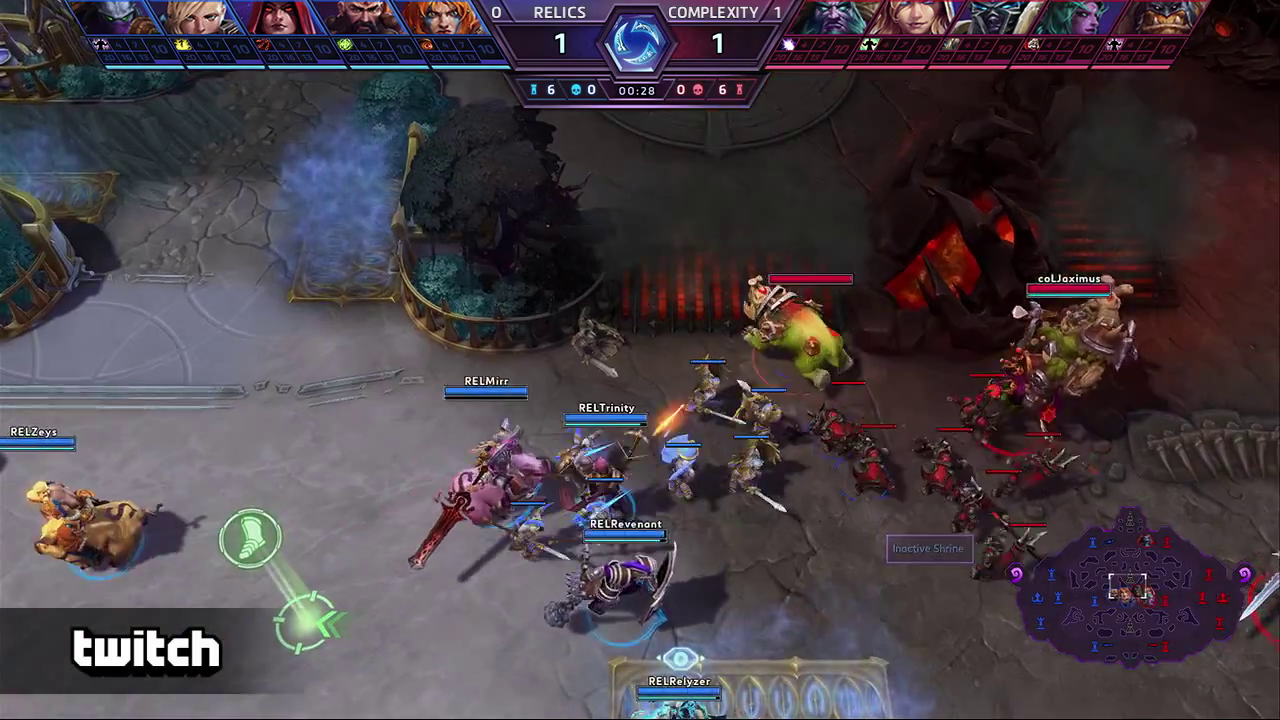 0 RELICS COMPLEXITY 1
1 1
6 0 00:28 0 6
coLJaximus
RELMirr
RELTrinity
RELZeys
RELRevenant
Inactive Shrine
twitch
RELRelyzer